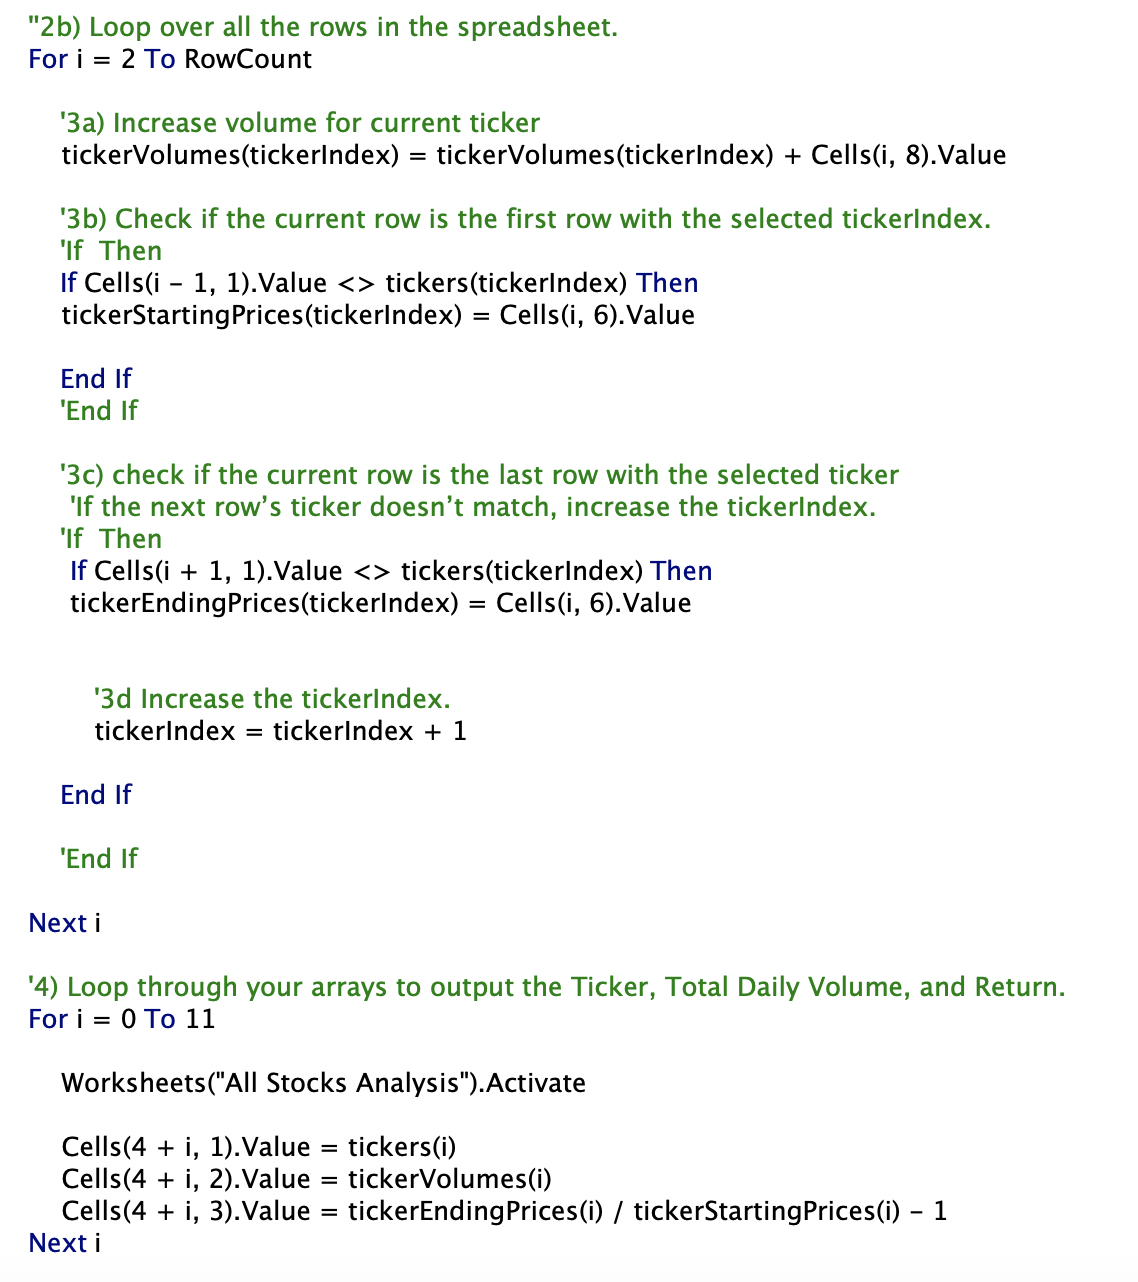 "2b) Loop over all the rows in the spreadsheet.
For i = 2 To RowCount
'3a) Increase volume for current ticker
tickerVolumes(tickerIndex) = tickerVolumes(tickerIndex) + Cells(i, 8).Value
'3b) Check if the current row is the first row with the selected tickerIndex.
'If  Then
If Cells(i - 1, 1).Value <> tickers(tickerIndex) Then
tickerStartingPrices(tickerIndex) = Cells(i, 6).Value
End If
'End If
'3c) check if the current row is the last row with the selected ticker
'If the next row’s ticker doesn’t match, increase the tickerIndex.
'If  Then
If Cells(i + 1, 1).Value <> tickers(tickerIndex) Then
tickerEndingPrices(tickerIndex) = Cells(i, 6).Value
'3d Increase the tickerIndex.
tickerIndex = tickerIndex + 1
End If
'End If
Next i
'4) Loop through your arrays to output the Ticker, Total Daily Volume, and Return.
For i = 0 To 11
Worksheets("All Stocks Analysis").Activate
Cells(4 + i, 1).Value = tickers(i)
Cells(4 + i, 2).Value = tickerVolumes(i)
Cells(4 + i, 3).Value = tickerEndingPrices(i) / tickerStartingPrices(i) - 1
Next i